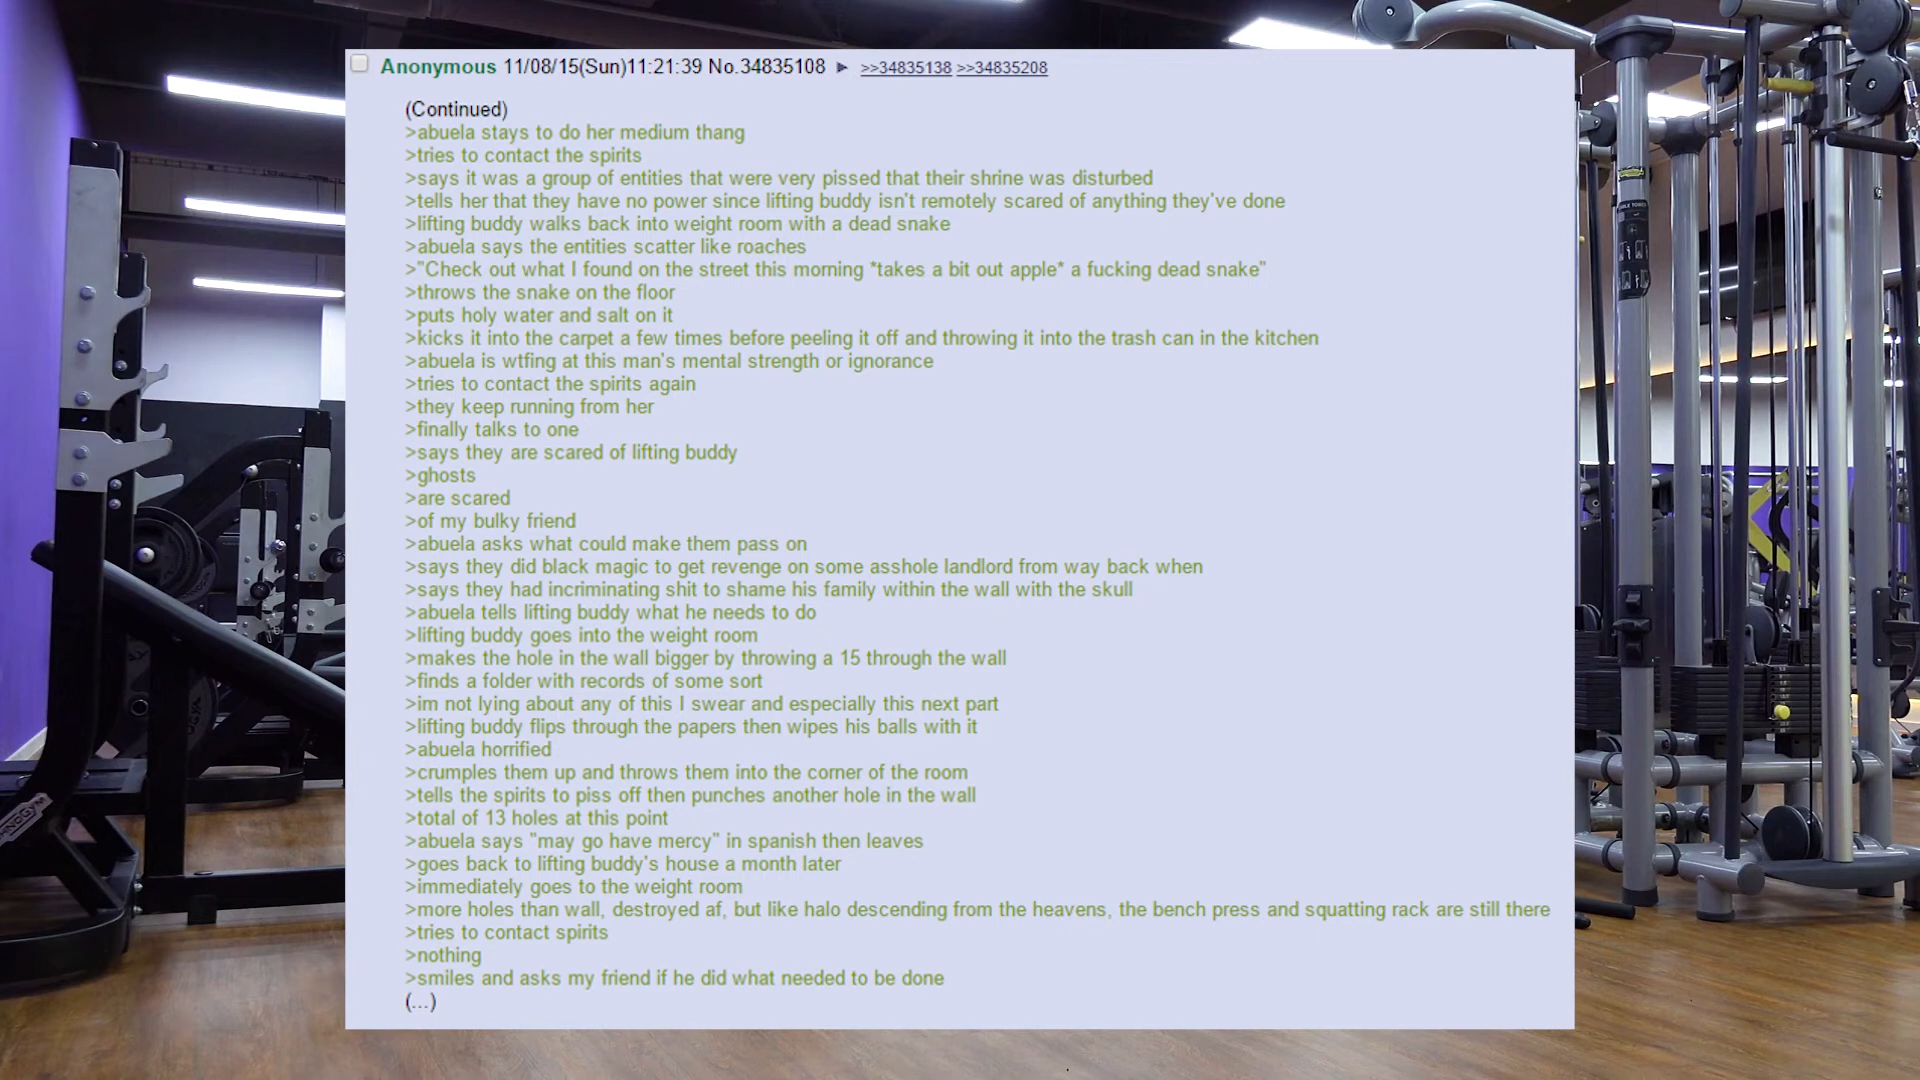 Anonymous 11/08/15(Sun)11:21:39 No.34835108 ▶ >>34835138 >>34835208
(Continued)
>abuela stays to do her medium thang
>tries to contact the spirits
>says it was a group of entities that were very pissed that their shrine was disturbed
>tells her that they have no power since lifting buddy isn't remotely scared of anything they've done
>lifting buddy walks back into weight room with a dead snake
>abuela says the entities scatter like roaches
>"Check out what I found on the street this morning *takes a bit out apple* a fucking dead snake"
>throws the snake on the floor
>puts holy water and salt on it
>kicks it into the carpet a few times before peeling it off and throwing it into the trash can in the kitchen
>abuela is wtfing at this man's mental strength or ignorance
>tries to contact the spirits again
>they keep running from her
>finally talks to one
>says they are scared of lifting buddy
>ghosts
>are scared
>of my bulky friend
>abuela asks what could make them pass on
>says they did black magic to get revenge on some asshole landlord from way back when
>says they had incriminating shit to shame his family within the wall with the skull
>abuela tells lifting buddy what he needs to do
>lifting buddy goes into the weight room
>makes the hole in the wall bigger by throwing a 15 through the wall
>finds a folder with records of some sort
>im not lying about any of this I swear and especially this next part
>lifting buddy flips through the papers then wipes his balls with it
>abuela horrified
>crumples them up and throws them into the corner of the room
>tells the spirits to piss off then punches another hole in the wall
>total of 13 holes at this point
>abuela says "may go have mercy" in spanish then leaves
>goes back to lifting buddy's house a month later
>immediately goes to the weight room
>more holes than wall, destroyed af, but like halo descending from the heavens, the bench press and squatting rack are still there
>tries to contact spirits
>nothing
>smiles and asks my friend if he did what needed to be done
(...)